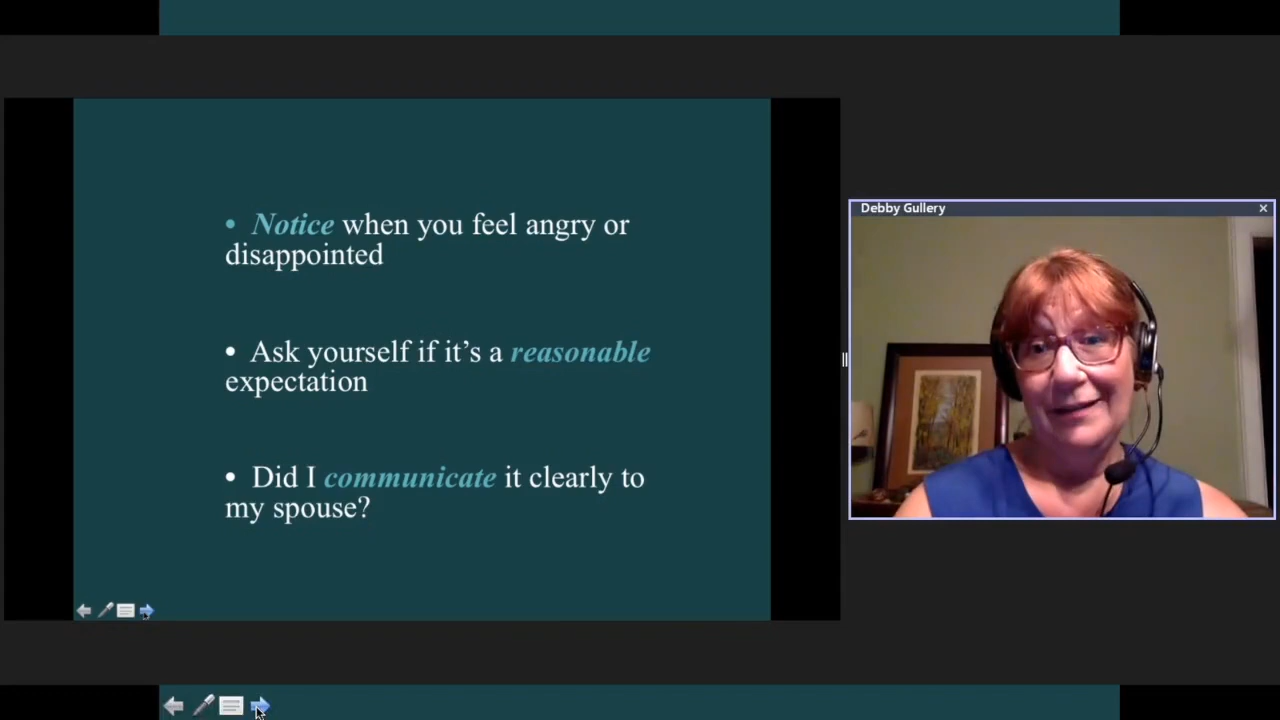 • Notice when you feel angry or
disappointed
• Ask yourself if it’s a reasonable
expectation
• Did I communicate it clearly to
my spouse?
Debby Gullery